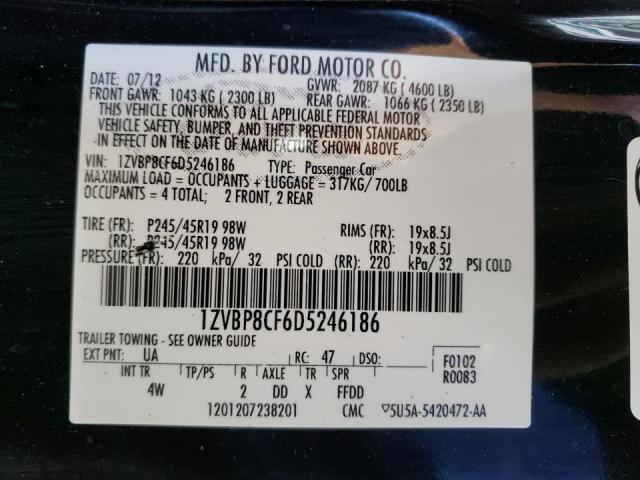 MFD. BY FORD MOTOR CO.
DATE: 07/12 GVWR: 2087 KG ( 4600 LB)
FRONT GAWR: 1043 KG ( 2300 LB) REAR GAWR: 1066 KG ( 2350 LB)
THIS VEHICLE CONFORMS TO ALL APPLICABLE FEDERAL MOTOR
VEHICLE SAFETY, BUMPER, AND THEFT PREVENTION STANDARDS
IN EFFECT ON THE DATE OF MANUFACTURE SHOWN ABOVE.
VIN: 1ZVBP8CF6D5246186 TYPE: Passenger Car
MAXIMUM LOAD = OCCUPANTS + LUGGAGE = 317KG/ 700LB
OCCUPANTS = 4 TOTAL; 2 FRONT, 2 REAR
TIRE (FR): P245/45R19 98W RIMS (FR): 19x8.5J
(RR): P245/45R19 98W (RR): 19x8.5J
PRESSURE (FR): 220 kPa/ 32 PSI COLD (RR): 220 kPa/ 32 PSI COLD
1ZVBP8CF6D5246186
TRAILER TOWING - SEE OWNER GUIDE
EXT PNT: UA RC: 47 DSO: F0102
R0083
INT TR TP/PS R AXLE TR SPR
4W 2 DD X FFDD
1201207238201 CMC ▽5U5A-5420472-AA